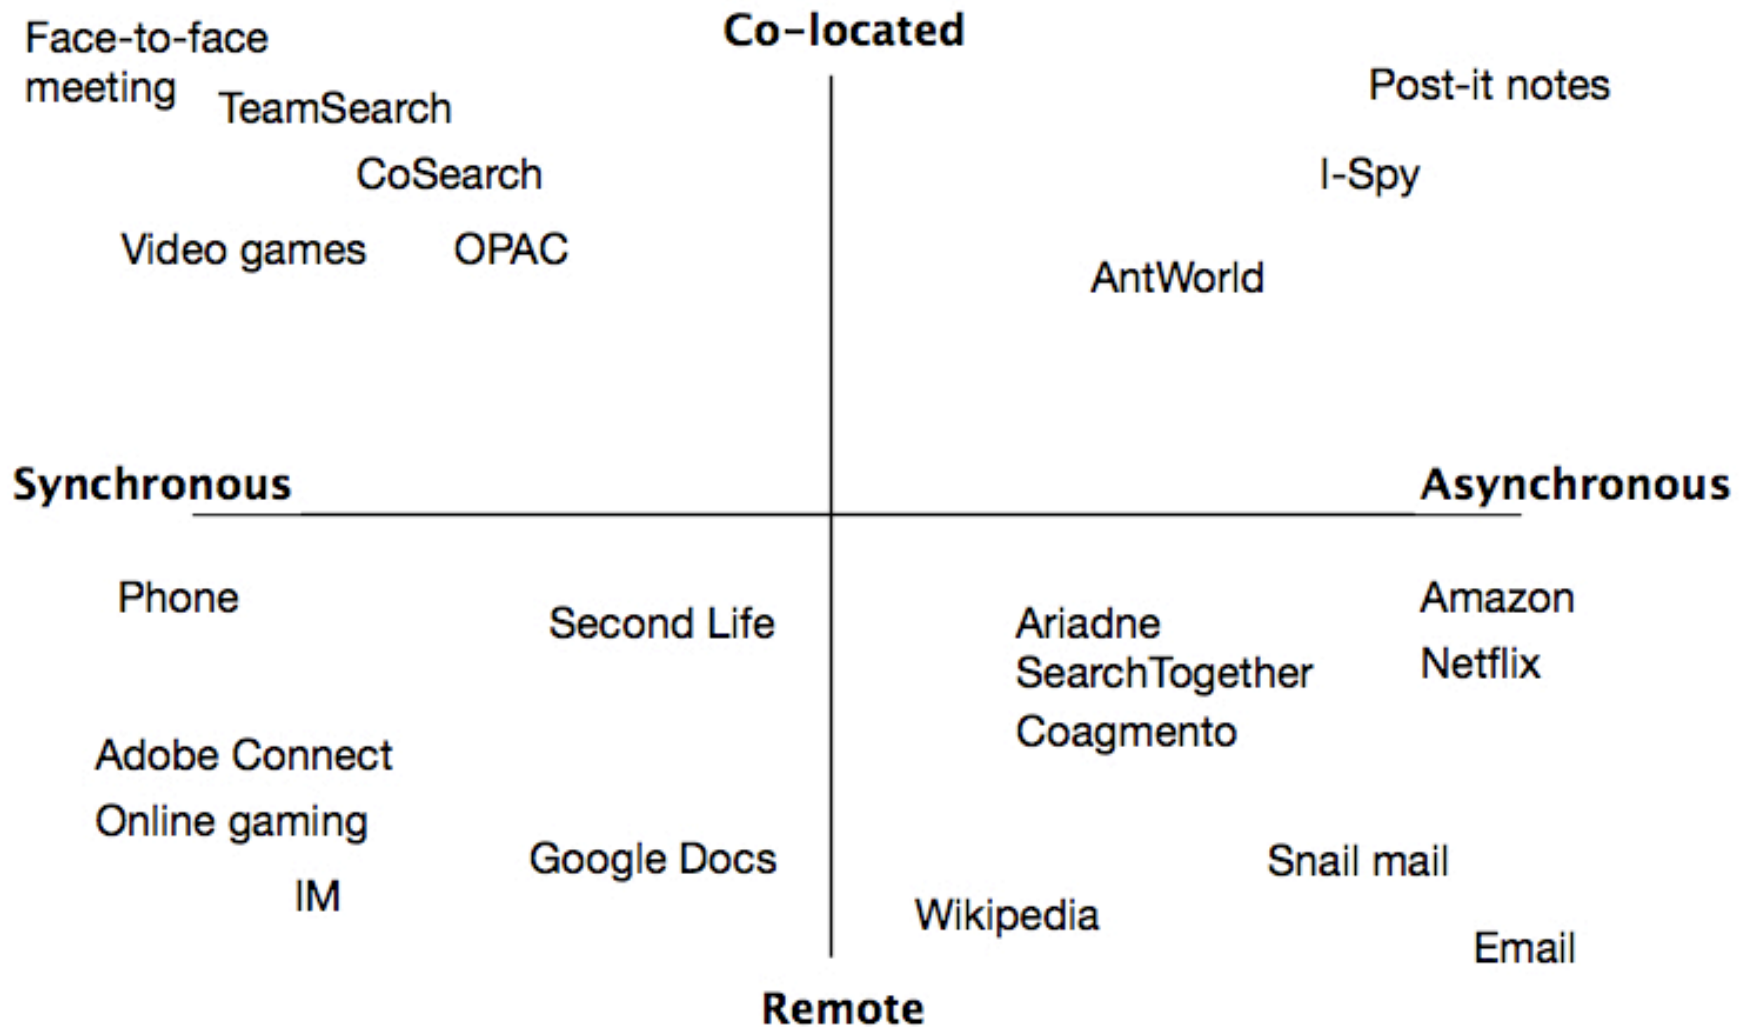 Co-located
Face-to-face
meeting
TeamSearch
Post-it notes
CoSearch
I-Spy
Video games
OPAC
AntWorld
Synchronous
Asynchronous
Phone
Second Life
Ariadne
Amazon
SearchTogether
Netflix
Coagmento
Adobe Connect
Online gaming
Google Docs
Snail mail
IM
Wikipedia
Email
Remote